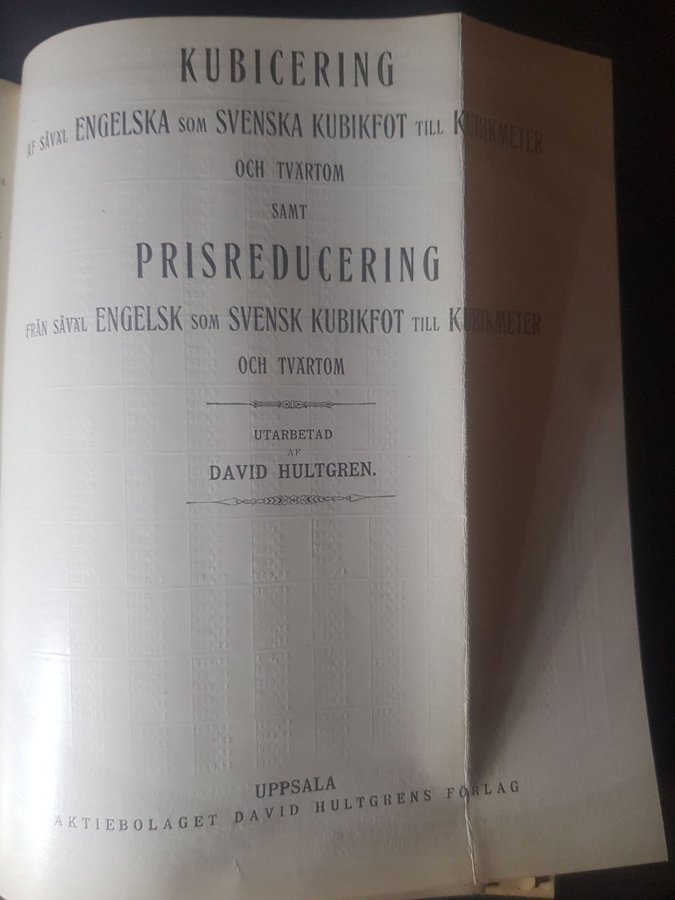 KUBICERING
AF SÅVÄL ENGELSKA SOM SVENSKA KUBIKFOT TILL KUBIKMETER
OCH TVÄRTOM
SAMT
PRISREDUCERING
FRÅN SÅVÄL ENGELSK SOM SVENSK KUBIKFOT TILL KUBIKMETER
OCH TVÄRTOM
UTARBETAD
AF
DAVID HULTGREN.
UPPSALA
AKTIEBOLAGET DAVID HULTGRENS FÖRLAG